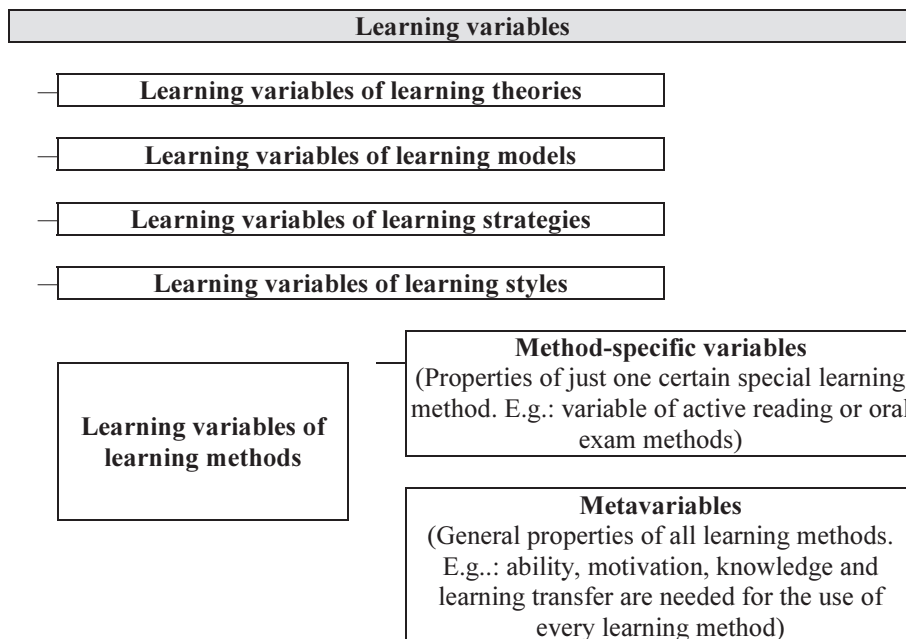 Learning variables
Learning variables of learning theories
Learning variables of learning models
Learning variables of learning strategies
Learning variables of learning styles
Learning variables of
learning methods
Method-specific variables
(Properties of just one certain special learning
method. E.g.: variable of active reading or oral
exam methods)
Metavariables
(General properties of all learning methods.
E.g..: ability, motivation, knowledge and
learning transfer are needed for the use of
every learning method)